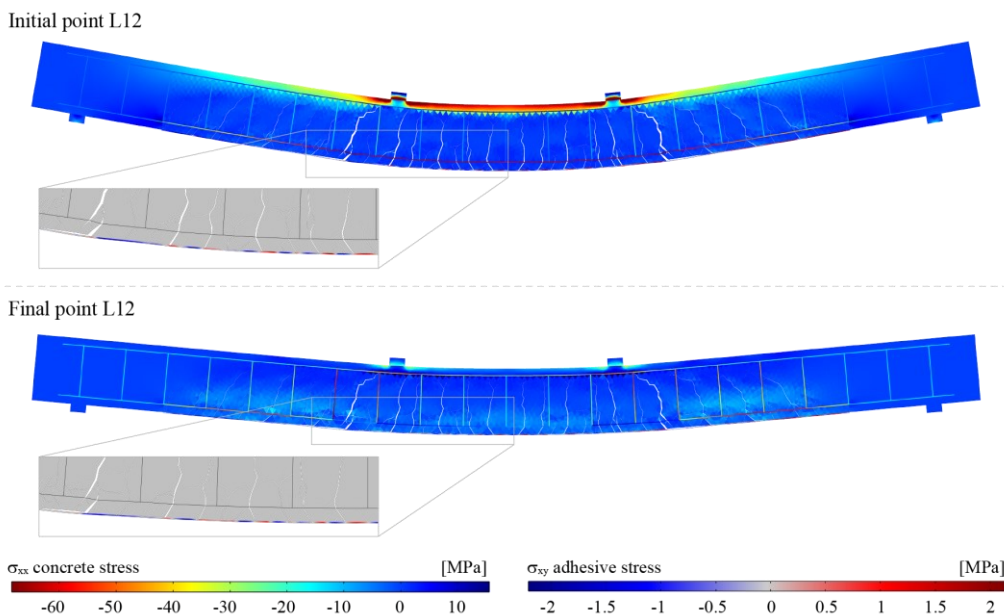 Initial point L12
Final point L12
σxx concrete stress [MPa]
-60 -50 -40 -30 -20 -10 0 10
σxy adhesive stress [MPa]
-2 -1.5 -1 -0.5 0 0.5 1 1.5 2